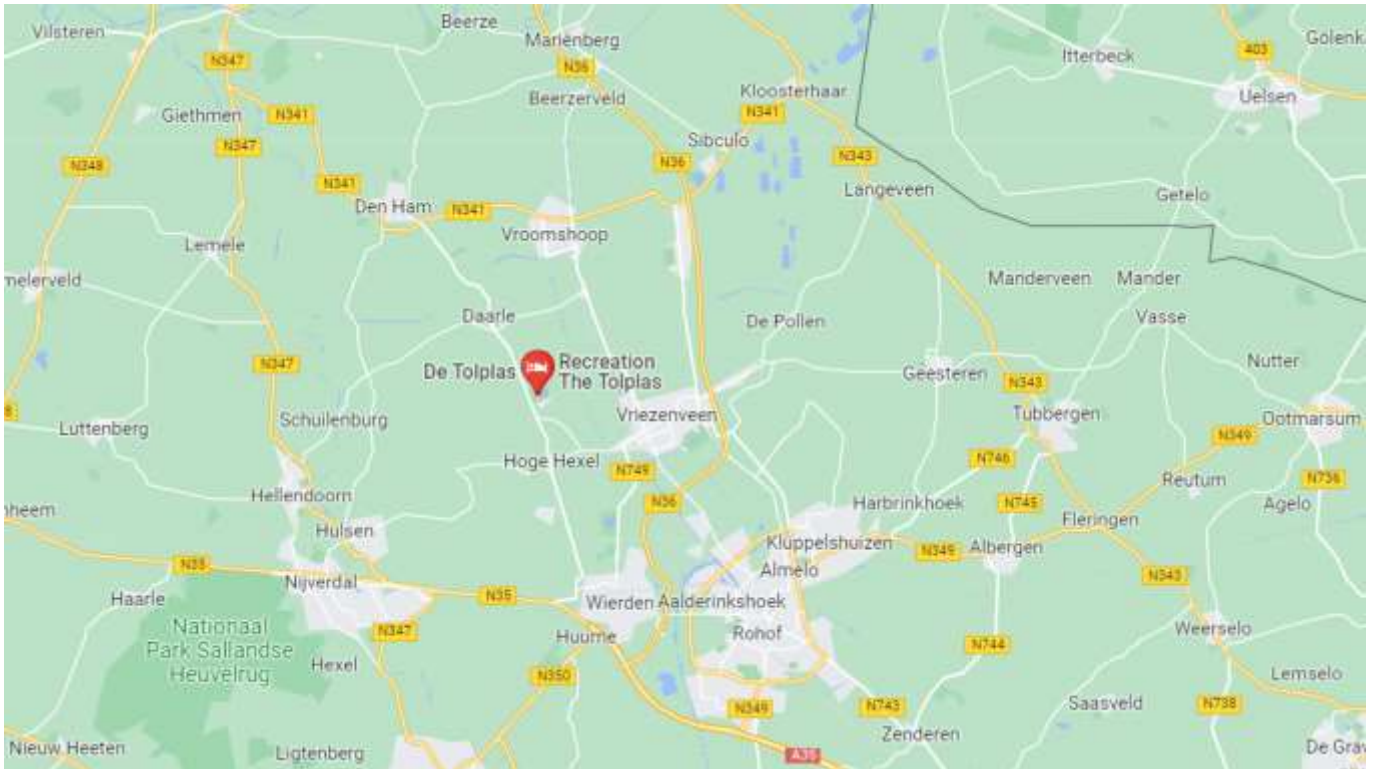 Beerze
Vilsteren
Mariënberg
Golenk
403
Itterbeck
N347
N36
Kloosterhaar
Uelsen
Beerzerveld
Giethmen
N341
N341
Sibculo
N347
N348
N36
N343
N341
Langeveen
Getelo
Den Ham
N341
Vroomshoop
Lemele
melerveld
Manderveen
Mander
Daarle
De Pollen
Vasse
N347
De Tolplas
Recreation
The Tolplas
Geesteren
Nutter
N343
8
Schuilenburg
Vriezenveen
Tubbergen
Ootmarsum
Luttenberg
N349
Hoge Hexel
N749
N746
Reutum
N736
Hellendoorn
N36
Harbrinkhoek
N745
Agelo
nheem
Hulsen
Fleringen
Kluppelshuizen
N349
Albergen
N35
Almelo
N343
Nijverdal
N35
Haarle
Wierden
Aalderinkshoek
Nationaal
Park Sallandse
Heuvelrug
N347
Huurne
Rohof
Weerselo
N744
Hexel
N350
Lemselo
N349
N743
Saasveld
N738
Zenderen
Nieuw Heeten
Ligtenberg
A35
De Grav